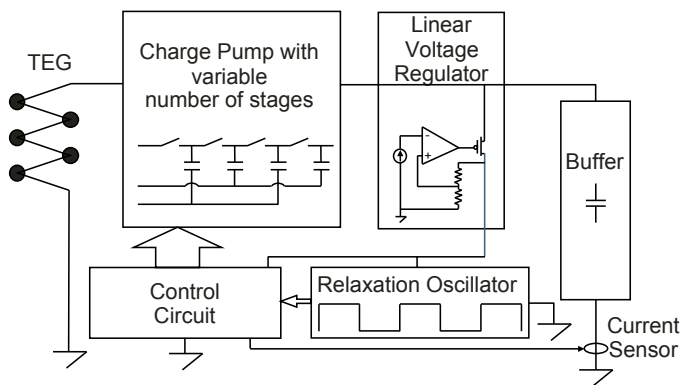 TEG
Charge Pump with
variable
number of stages
Linear
Voltage
Regulator
-
+
Buffer
Control
Circuit
Relaxation Oscillator
Current
Sensor